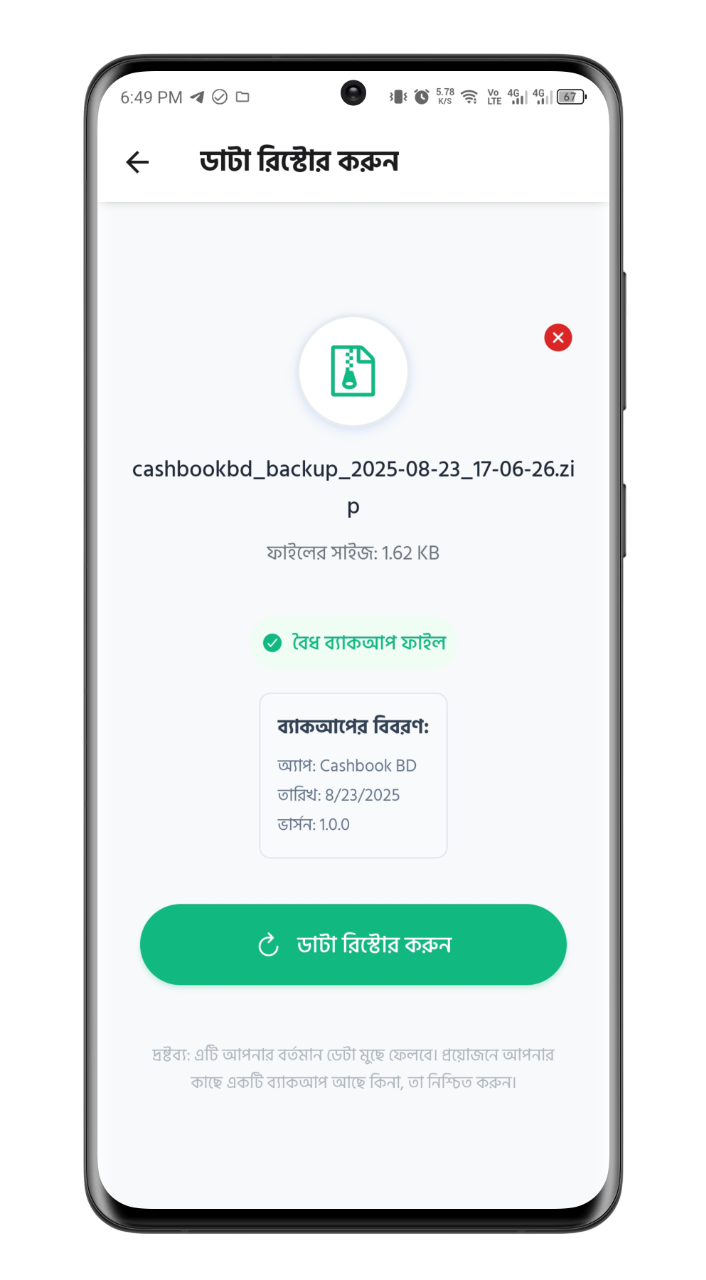 6:49 PM 5.78 K/S Vo LTE 4G 4G 67
ডাটা রিস্টোর করুন
cashbookbd_backup_2025-08-23_17-06-26.zi
p
ফাইলের সাইজ: 1.62 KB
বৈধ ব্যাকআপ ফাইল
ব্যাকআপের বিবরণ:
অ্যাপ: Cashbook BD
তারিখ: 8/23/2025
ভার্সন: 1.0.0
ডাটা রিস্টোর করুন
দ্রষ্টব্য: এটি আপনার বর্তমান ডেটা মুছে ফেলবে। প্রয়োজনে আপনার
কাছে একটি ব্যাকআপ আছে কিনা, তা নিশ্চিত করুন।